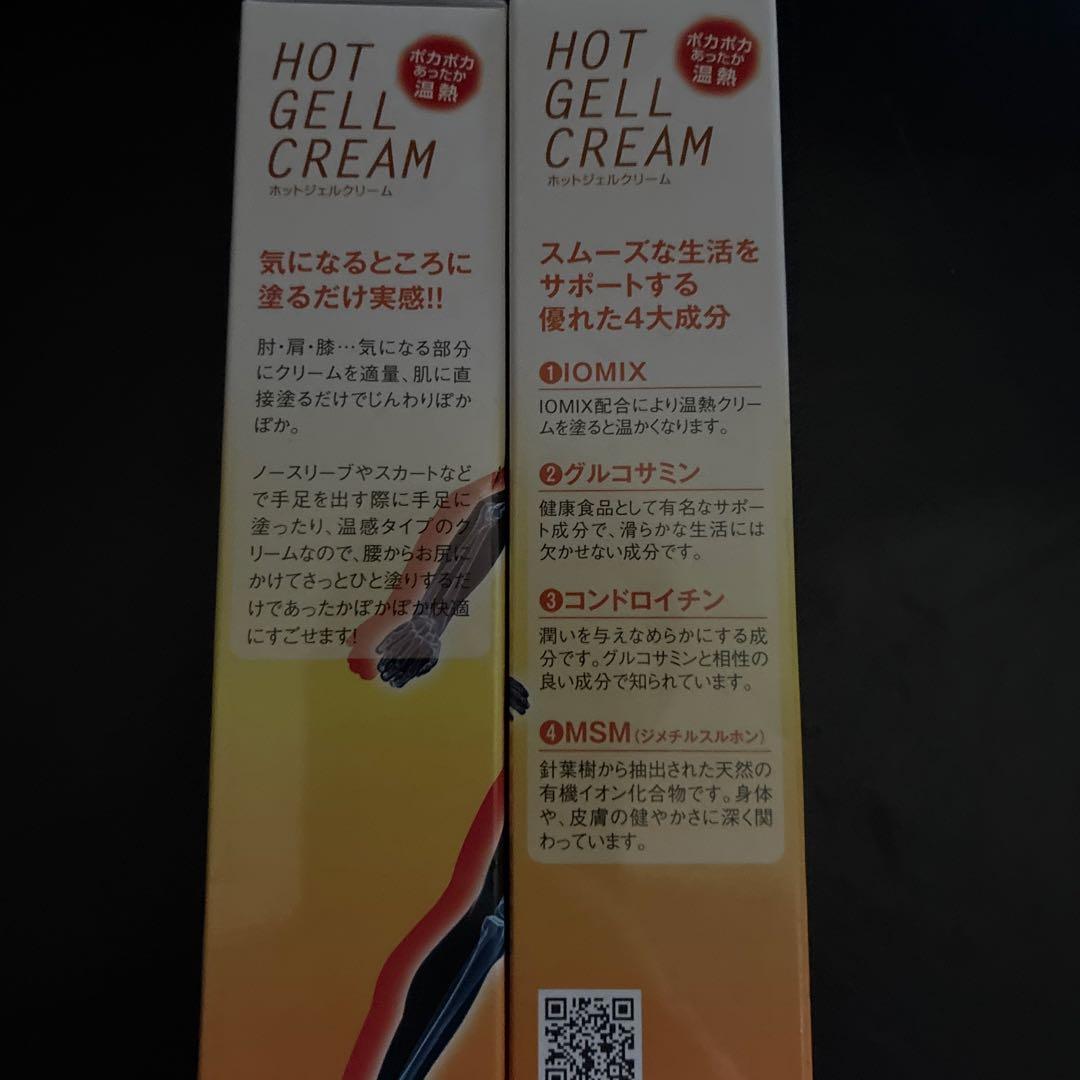 HOT
GELL
CREAM
ホットジェルクリーム
ポカポカ
あったか
温熱
気になるところに
塗るだけ実感!!
肘・肩・膝…気になる部分
にクリームを適量、肌に直
接塗るだけでじんわりぽか
ぽか。
ノースリーブやスカートなど
で手足を出す際に手足に
塗ったり、温感タイプのク
リームなので、腰からお尻に
かけてさっとひと塗りするだ
けであったかぽかぽか快適
にすごせます!
HOT
GELL
CREAM
ホットジェルクリーム
ポカポカ
あったか
温熱
スムーズな生活を
サポートする
優れた4大成分
❶IOMIX
IOMIX配合により温熱クリー
ムを塗ると温かくなります。
❷グルコサミン
健康食品として有名なサポー
ト成分で、滑らかな生活には
欠かせない成分です。
❸コンドロイチン
潤いを与えなめらかにする成
分です。グルコサミンと相性の
良い成分で知られています。
❹MSM(ジメチルスルホン)
針葉樹から抽出された天然の
有機イオン化合物です。身体
や、皮膚の健やかさに深く関
わっています。